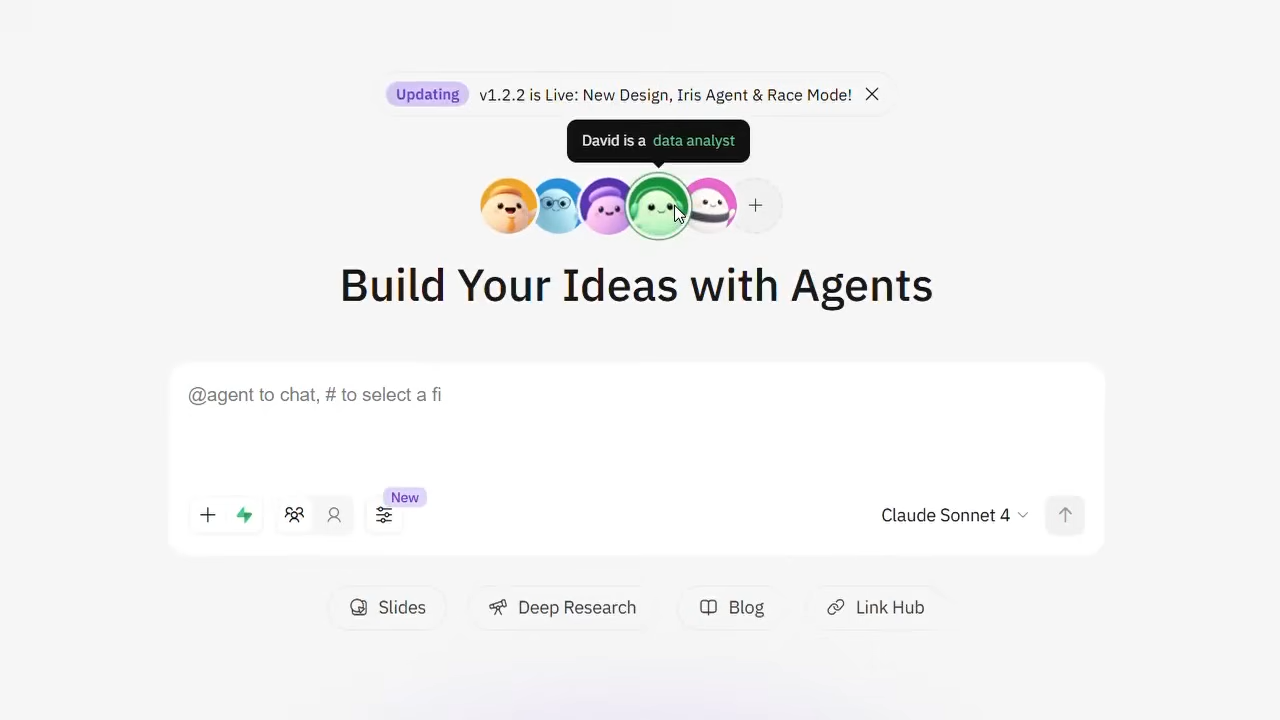 Updating v1.2.2 is Live: New Design, Iris Agent & Race Mode!
David is a data analyst
Build Your Ideas with Agents
@agent to chat, # to select a fi
New
Claude Sonnet 4
Slides
Deep Research
Blog
Link Hub